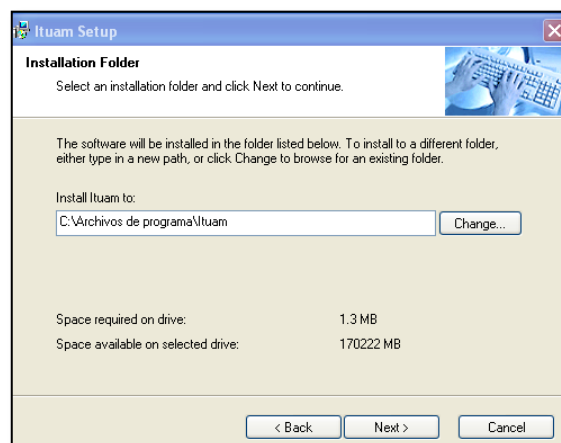 Ituam Setup
Installation Folder
Select an installation folder and click Next to continue.
The software will be installed in the folder listed below. To install to a different folder,
either type in a new path, or click Change to browse for an existing folder.
Install Ituam to:
C:\Archivos de programa\Ituam
Change...
Space required on drive: 1.3 MB
Space available on selected drive: 170222 MB
< Back Next > Cancel